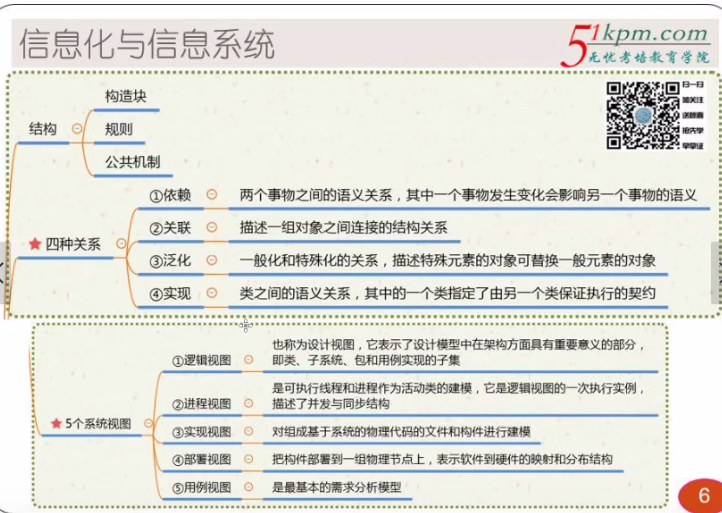 信息化与信息系统
51kpm.com
无忧考培教育学院
扫一扫
加关注
送题画
抢先学
早拿证
构造块
结构
规则
公共机制
①依赖
两个事物之间的语义关系，其中一个事物发生变化会影响另一个事物的语义
②关联
描述一组对象之间连接的结构关系
四种关系
③泛化
一般化和特殊化的关系，描述特殊元素的对象可替换一般元素的对象
④实现
类之间的语义关系，其中的一个类指定了由另一个类保证执行的契约
①逻辑视图
也称为设计视图，它表示了设计模型中在架构方面具有重要意义的部分，
即类、子系统、包和用例实现的子集
②进程视图
是可执行线程和进程作为活动类的建模，它是逻辑视图的一次执行实例，
描述了并发与同步结构
5个系统视图
③实现视图
对组成基于系统的物理代码的文件和构件进行建模
④部署视图
把构件部署到一组物理节点上，表示软件到硬件的映射和分布结构
⑤用例视图
是最基本的需求分析模型
6